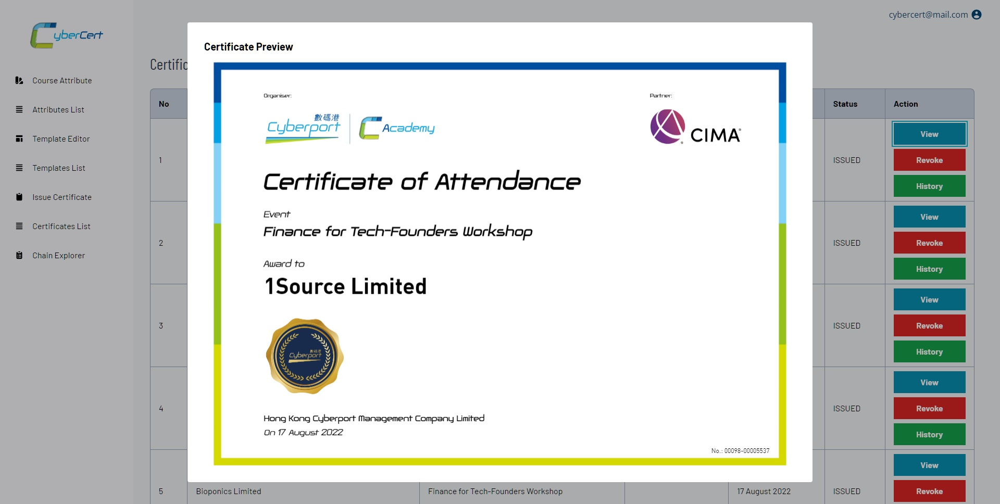 cybercert@mail.com
CyberCert
Course Attribute
Attributes List
Template Editor
Templates List
Issue Certificate
Certificates List
Chain Explorer
Certific
No
Status
Action
1
ISSUED
View
Revoke
History
2
ISSUED
View
Revoke
History
3
ISSUED
View
Revoke
History
4
ISSUED
View
Revoke
History
5
Bioponics Limited
Finance for Tech-Founders Workshop
17 August 2022
ISSUED
View
Revoke
Certificate Preview
Organiser:
Partner:
數碼港
Cyberport
Academy
CIMA®
Certificate of Attendance
Event
Finance for Tech-Founders Workshop
Award to
1Source Limited
數碼港
Cyberport
Hong Kong Cyberport Management Company Limited
On 17 August 2022
No.: 00098-00005537